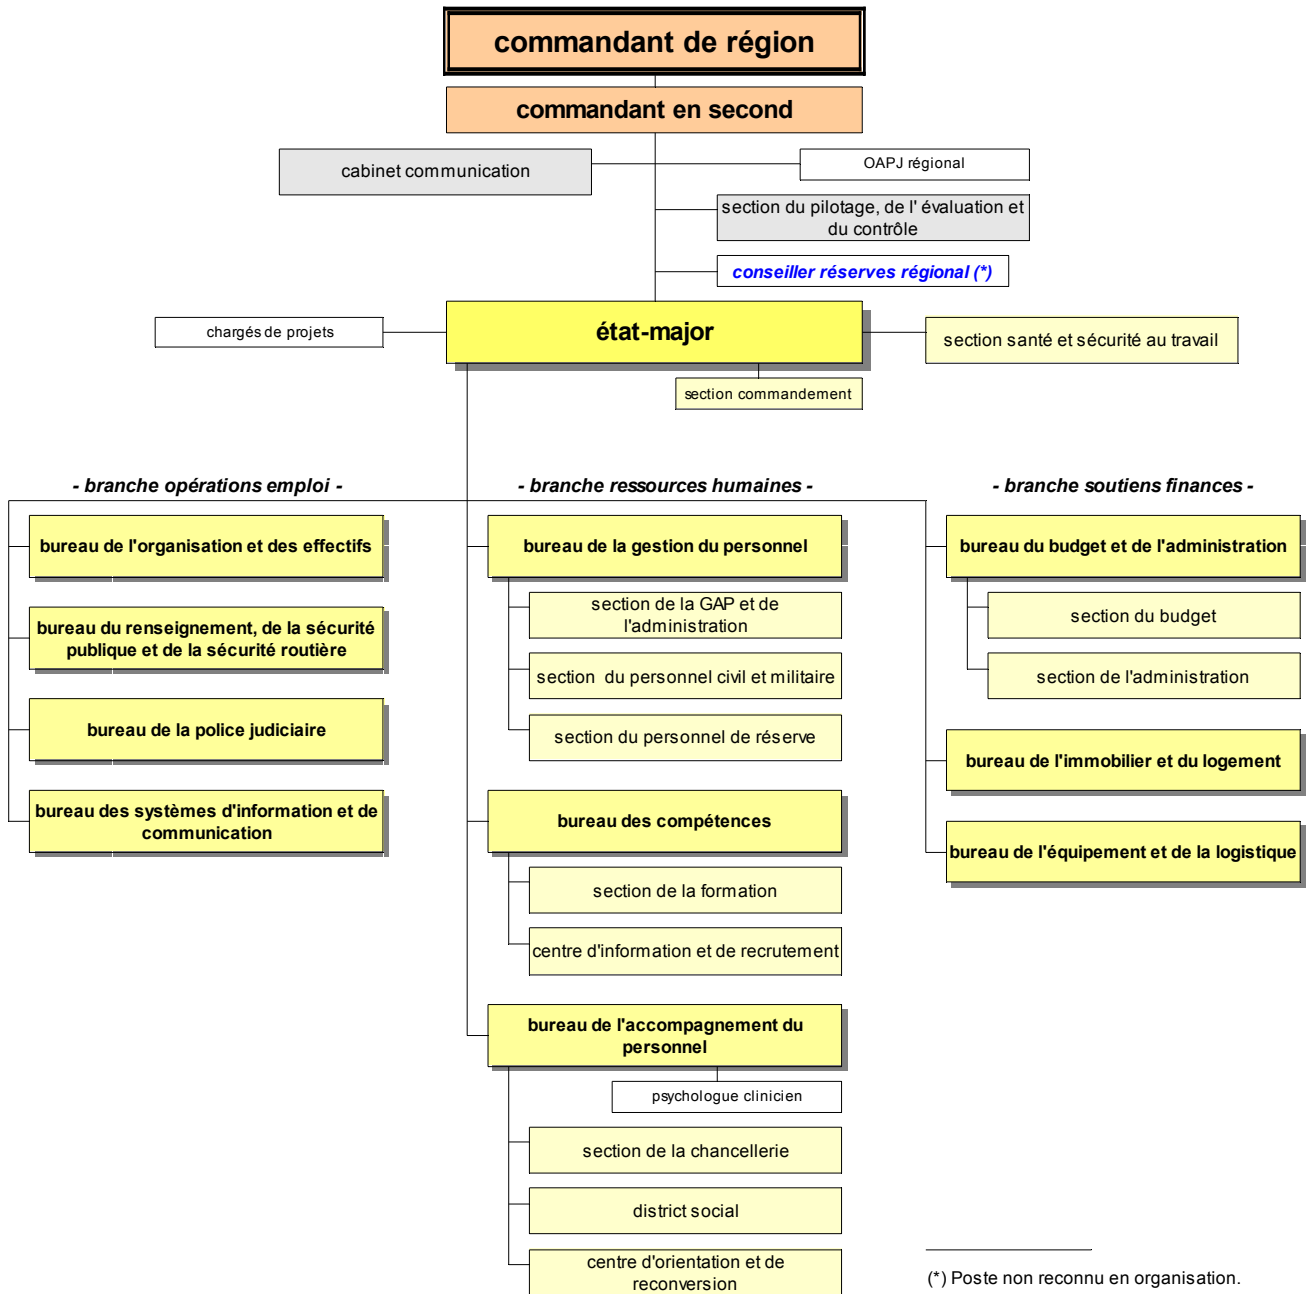 commandant de région
commandant en second
cabinet communication
OAPJ régional
section du pilotage, de l' évaluation et
du contrôle
conseiller réserves régional (*)
chargés de projets
état-major
section santé et sécurité au travail
section commandement
- branche opérations emploi -
- branche ressources humaines -
- branche soutiens finances -
bureau de l'organisation et des effectifs
bureau du renseignement, de la sécurité
publique et de la sécurité routière
bureau de la police judiciaire
bureau des systèmes d'information et de
communication
bureau de la gestion du personnel
section de la GAP et de
l'administration
section du personnel civil et militaire
section du personnel de réserve
bureau des compétences
section de la formation
centre d'information et de recrutement
bureau de l'accompagnement du
personnel
psychologue clinicien
section de la chancellerie
district social
centre d'orientation et de
reconversion
bureau du budget et de l'administration
section du budget
section de l'administration
bureau de l'immobilier et du logement
bureau de l'équipement et de la logistique
(*) Poste non reconnu en organisation.